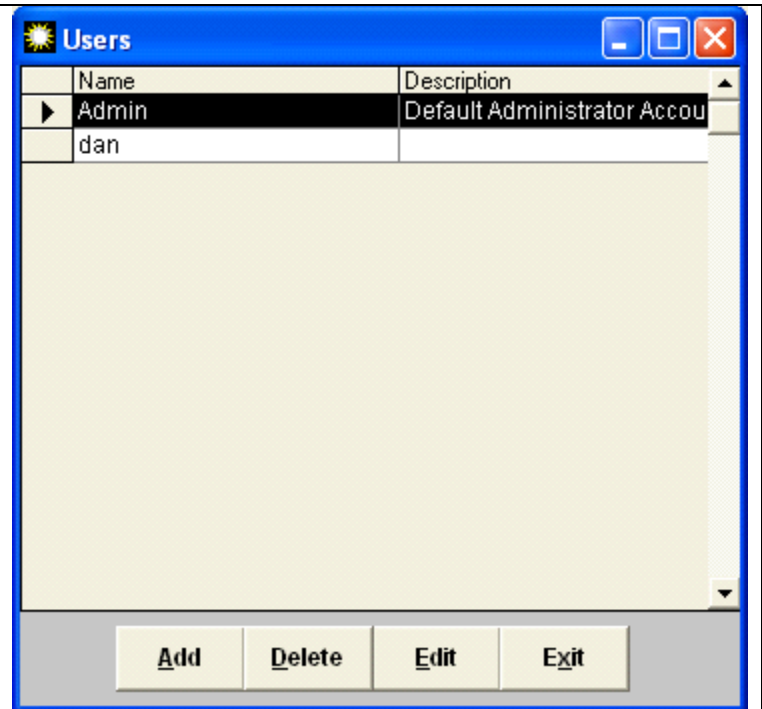 Users
Name Description
Admin Default Administrator Accou
dan
Add Delete Edit Exit